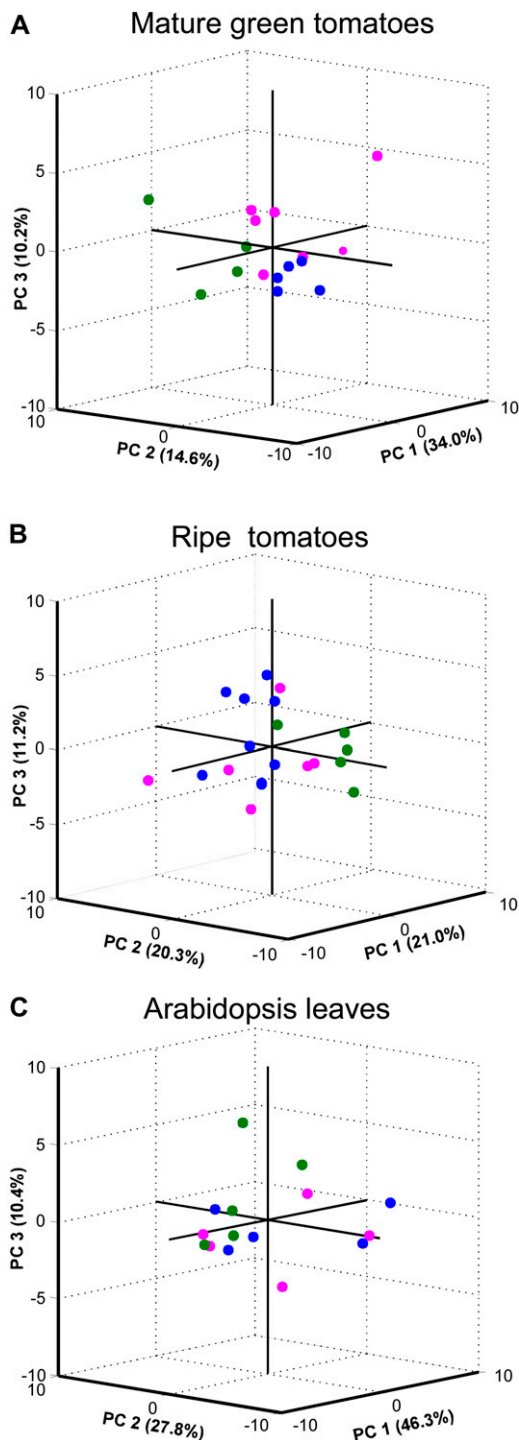 A
Mature green tomatoes
10
5
0
-5
-10
PC 3 (10.2%)
10
0
-10
PC 2 (14.6%)
-10
0
10
PC 1 (34.0%)
B
Ripe tomatoes
10
5
0
-5
-10
PC 3 (11.2%)
10
0
-10
PC 2 (20.3%)
-10
0
10
PC 1 (21.0%)
C
Arabidopsis leaves
10
5
0
-5
-10
PC 3 (10.4%)
10
0
-10
PC 2 (27.8%)
-10
0
10
PC 1 (46.3%)